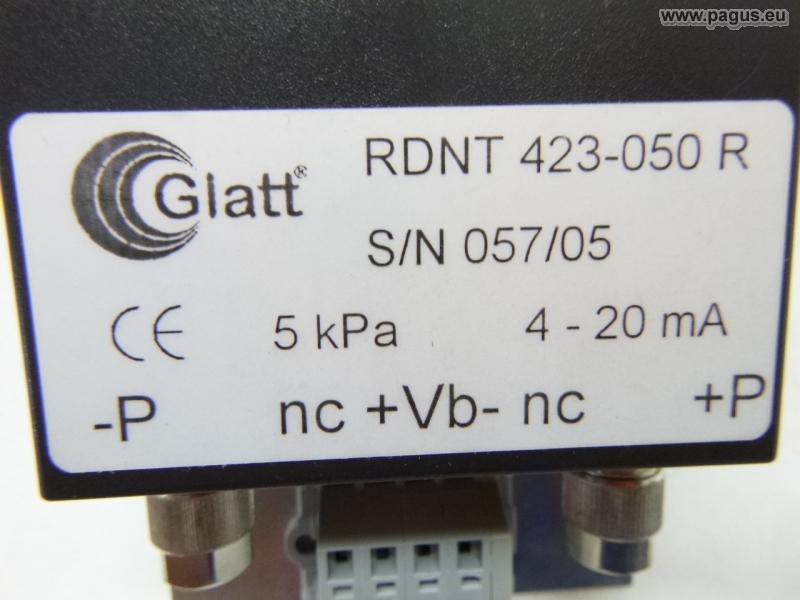 www.pagus.eu
Glatt®
RDNT 423-050 R
S/N 057/05
CE 5 kPa 4 - 20 mA
-P nc +Vb- nc +P